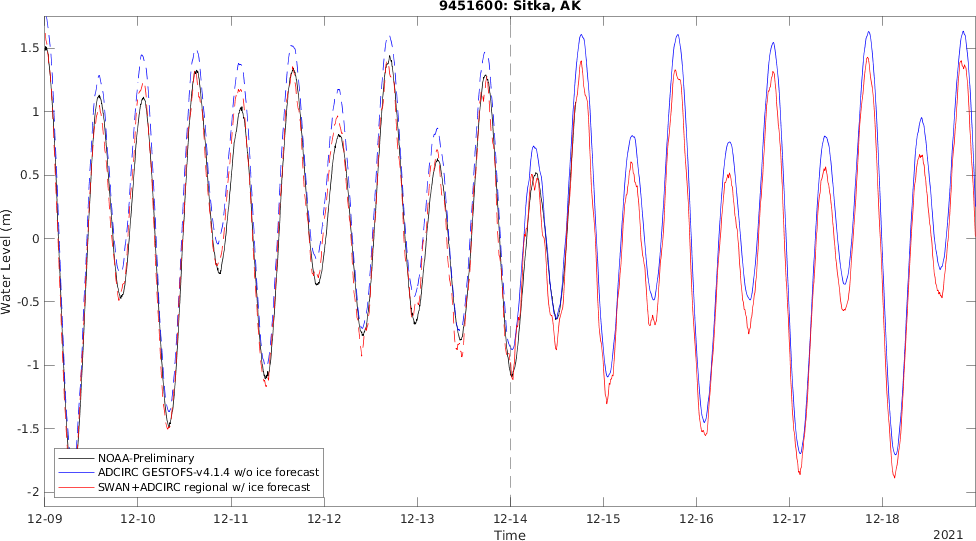 9451600: Sitka, AK
Water Level (m)
1.5
1
0.5
0
-0.5
-1
-1.5
-2
NOAA-Preliminary
ADCIRC GESTOFS-v4.1.4 w/o ice forecast
SWAN+ADCIRC regional w/ ice forecast
12-09 12-10 12-11 12-12 12-13 12-14 12-15 12-16 12-17 12-18
Time
2021